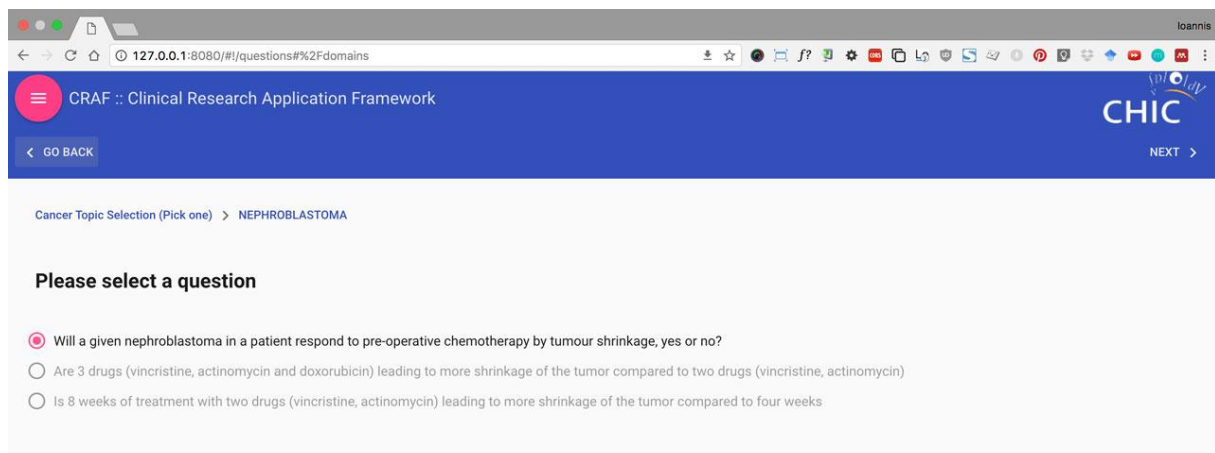 Ioannis
127.0.0.1:8080/#!/questions#%2Fdomains
CRAF :: Clinical Research Application Framework
CHIC
GO BACK
NEXT
Cancer Topic Selection (Pick one) > NEPHROBLASTOMA
Please select a question
Will a given nephroblastoma in a patient respond to pre-operative chemotherapy by tumour shrinkage, yes or no?
Are 3 drugs (vincristine, actinomycin and doxorubicin) leading to more shrinkage of the tumor compared to two drugs (vincristine, actinomycin)
Is 8 weeks of treatment with two drugs (vincristine, actinomycin) leading to more shrinkage of the tumor compared to four weeks